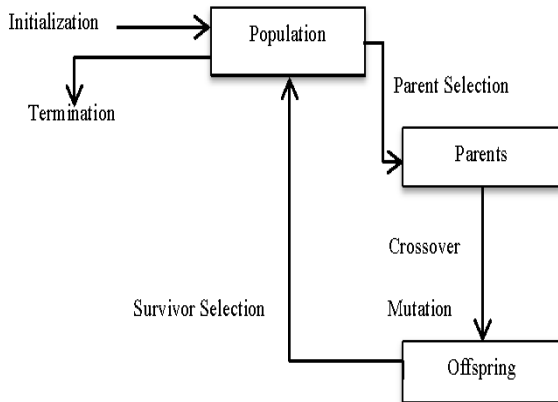 Initialization
Population
Termination
Parent Selection
Parents
Crossover
Survivor Selection
Mutation
Offspring